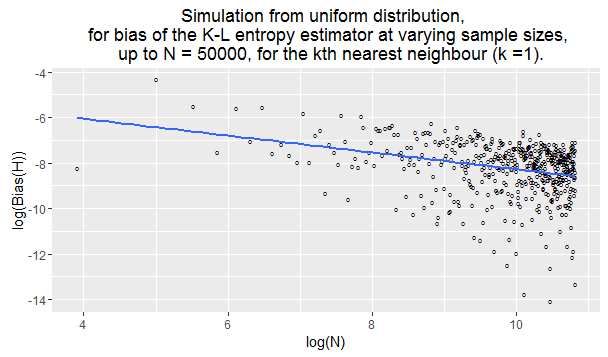 Simulation from uniform distribution,
for bias of the K-L entropy estimator at varying sample sizes,
up to N = 50000, for the kth nearest neighbour (k =1).
-4
-6
-8
-10
-12
-14
log(Bias(H))
4
6
8
10
log(N)